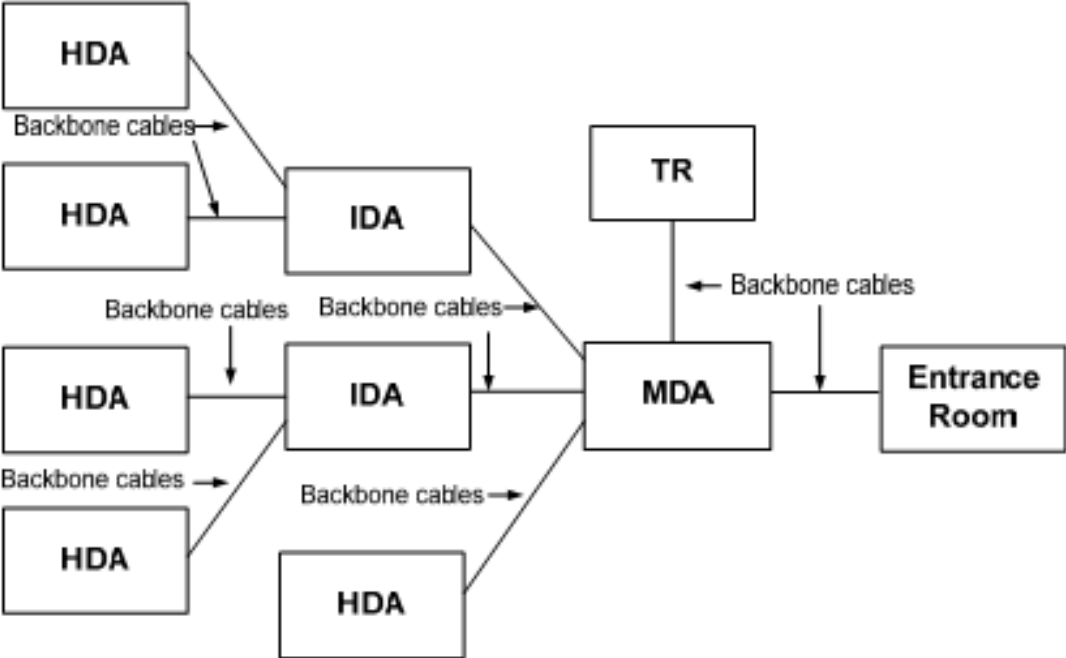 HDA
Backbone cables
HDA
IDA
TR
Backbone cables
Backbone cables
Backbone cables
HDA
IDA
MDA
Entrance
Room
Backbone cables
Backbone cables
HDA
HDA